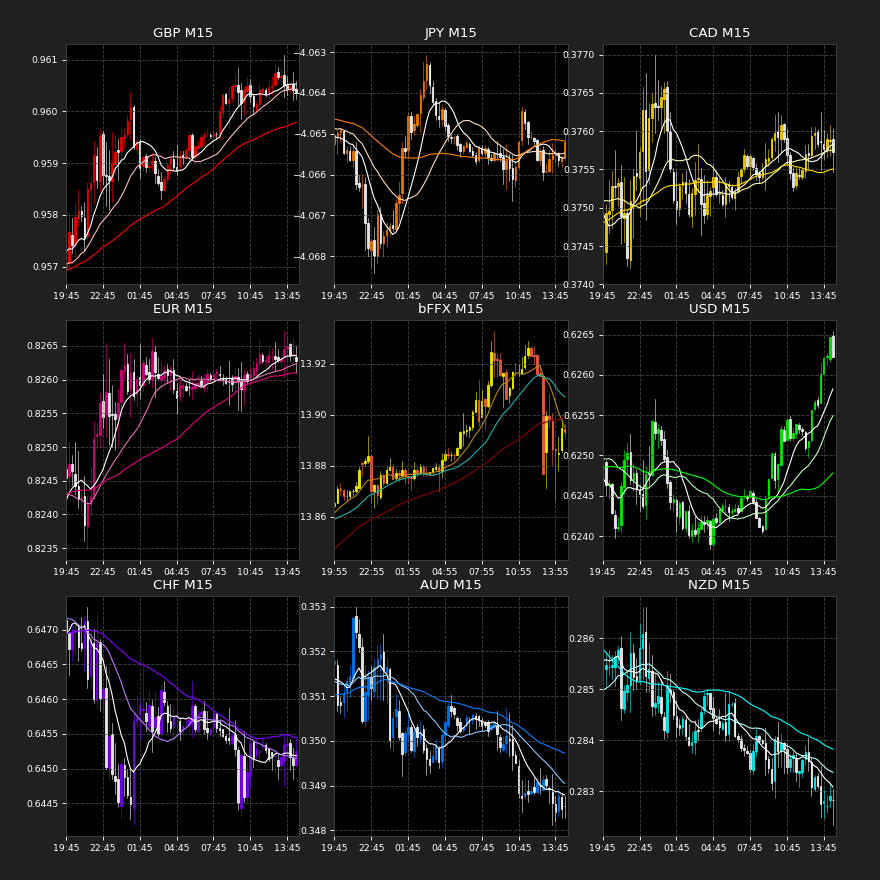 GBP M15
0.961
0.960
0.959
0.958
0.957
19:45 22:45 01:45 04:45 07:45 10:45 13:45
JPY M15
−4.063
−4.064
−4.065
−4.066
−4.067
−4.068
19:45 22:45 01:45 04:45 07:45 10:45 13:45
CAD M15
0.3770
0.3765
0.3760
0.3755
0.3750
0.3745
0.3740
19:45 22:45 01:45 04:45 07:45 10:45 13:45
EUR M15
0.8265
0.8260
0.8255
0.8250
0.8245
0.8240
0.8235
19:45 22:45 01:45 04:45 07:45 10:45 13:45
bFFX M15
13.92
13.90
13.88
13.86
19:55 22:55 01:55 04:55 07:55 10:55 13:55
USD M15
0.6265
0.6260
0.6255
0.6250
0.6245
0.6240
19:45 22:45 01:45 04:45 07:45 10:45 13:45
CHF M15
0.6470
0.6465
0.6460
0.6455
0.6450
0.6445
19:45 22:45 01:45 04:45 07:45 10:45 13:45
AUD M15
0.353
0.352
0.351
0.350
0.349
0.348
19:45 22:45 01:45 04:45 07:45 10:45 13:45
NZD M15
0.286
0.285
0.284
0.283
19:45 22:45 01:45 04:45 07:45 10:45 13:45